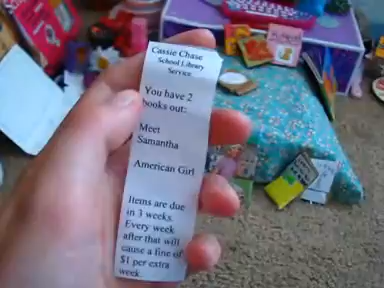 Cassie Chase
School Library
Service
You have 2
books out:
Meet
Samantha
American Girl
Items are due
in 3 weeks.
Every week
after that will
cause a fine of
$1 per extra
week.